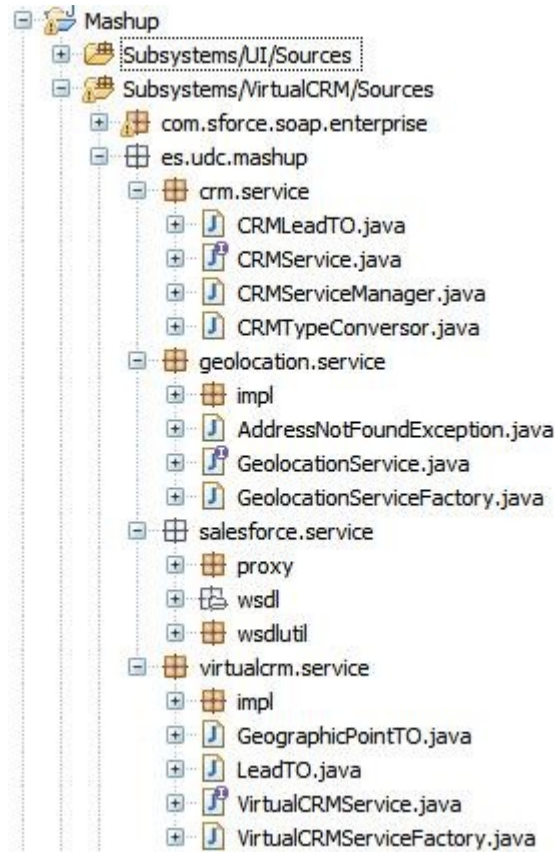 Mashup
Subsystems/UI/Sources
Subsystems/VirtualCRM/Sources
com.sforce.soap.enterprise
es.udc.mashup
crm.service
CRMLeadTO.java
CRMService.java
CRMServiceManager.java
CRMTypeConversor.java
geolocation.service
impl
AddressNotFoundException.java
GeolocationService.java
GeolocationServiceFactory.java
salesforce.service
proxy
wsdl
wsdlutil
virtualcrm.service
impl
GeographicPointTO.java
LeadTO.java
VirtualCRMService.java
VirtualCRMServiceFactory.java